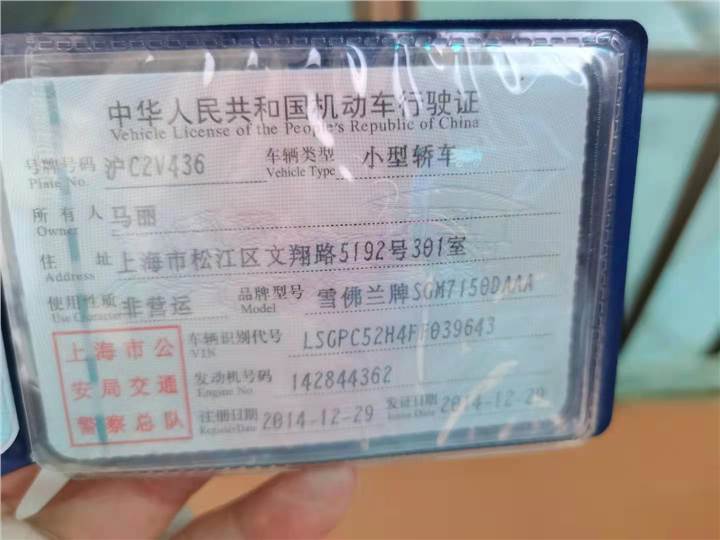 中华人民共和国机动车行驶证
Vehicle License of the People's Republic of China
号牌号码 沪C2V436 车辆类型 小型轿车
Plate No. Vehicle Type
所有人 马丽
Owner
住址 上海市松江区文翔路5192号301室
Address
使用性质 非营运 品牌型号 雪佛兰牌SGM7150DAAA
Use Character Model
上海市公安局交通警察总队
车辆识别代号 LSGPC52H4FF039643
VIN
发动机号码 142844362
Engine No
注册日期 2014-12-29 发证日期 2014-12-29
Register Date Issue Date